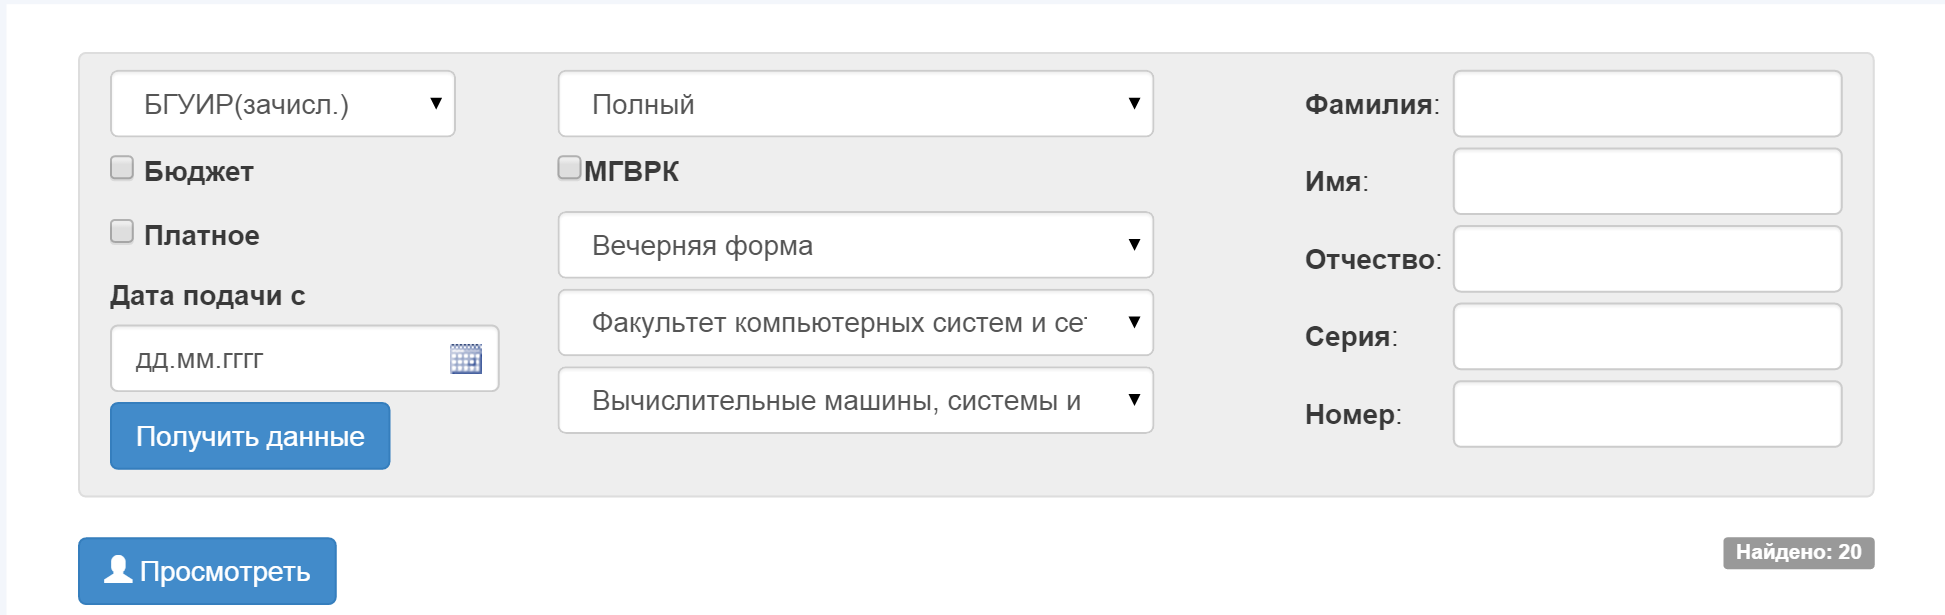 БГУИР(зачисл.)
Бюджет
Платное
Дата подачи с
дд.мм.гггг
Получить данные
Полный
МГВРК
Вечерняя форма
Факультет компьютерных систем и
Вычислительные машины, системы и
Фамилия:
Имя:
Отчество:
Серия:
Номер:
Просмотреть
Найдено: 20